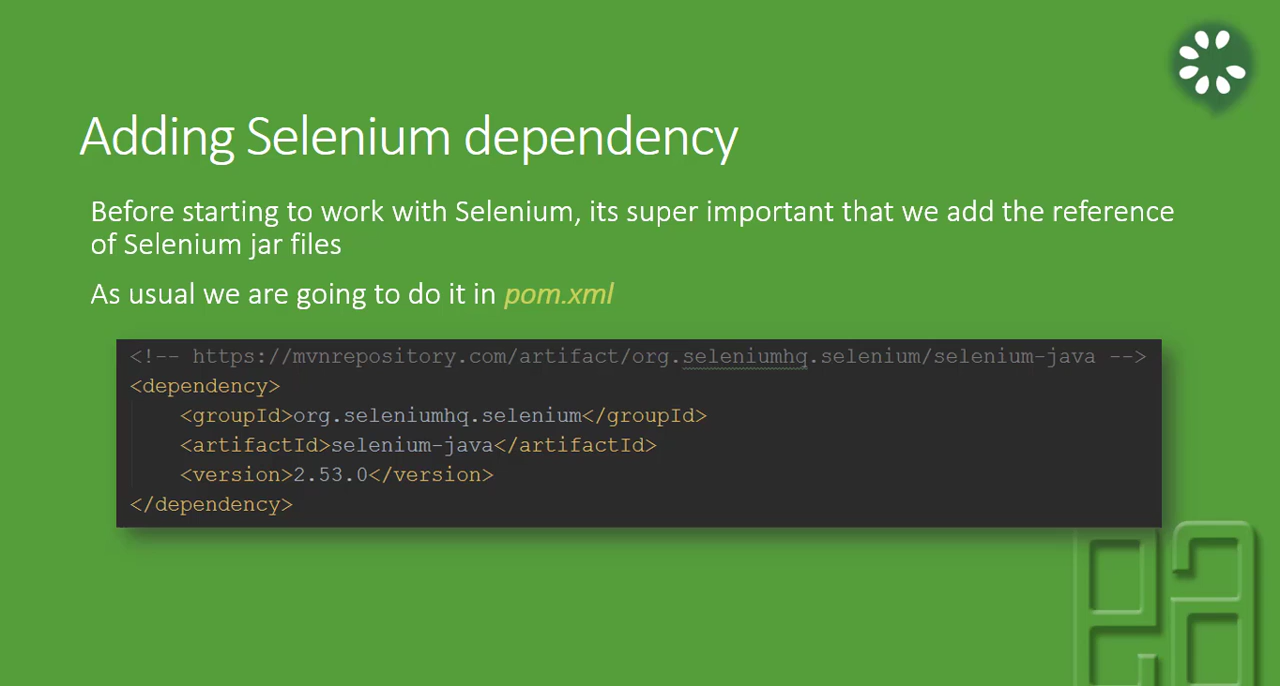 Adding Selenium dependency
Before starting to work with Selenium, its super important that we add the reference
of Selenium jar files
As usual we are going to do it in pom.xml
<!-- https://mvnrepository.com/artifact/org.seleniumhq.selenium/selenium-java -->
<dependency>
    <groupId>org.seleniumhq.selenium</groupId>
    <artifactId>selenium-java</artifactId>
    <version>2.53.0</version>
</dependency>
ea